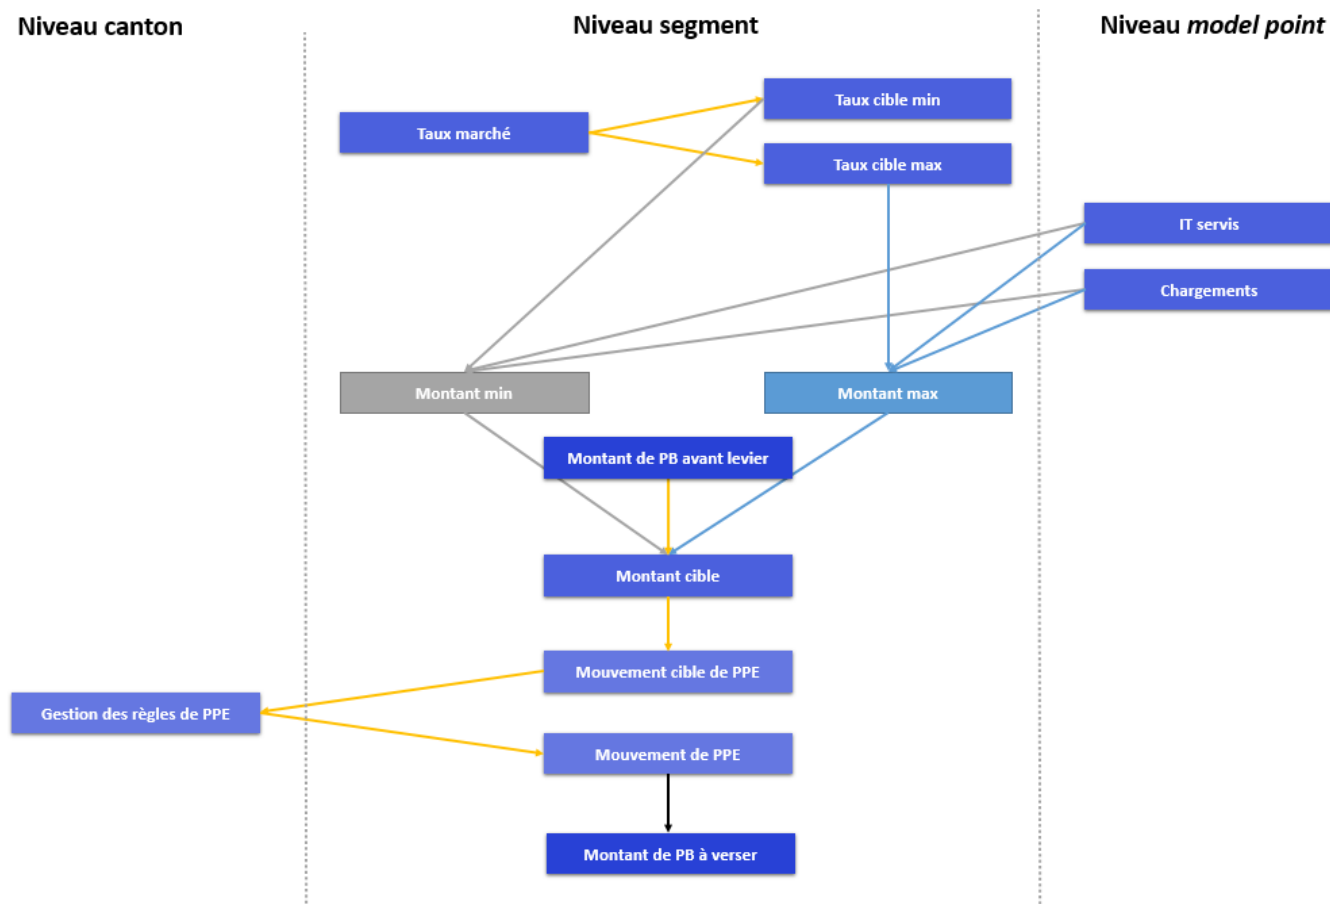 Niveau canton
Niveau segment
Niveau model point
Taux cible min
Taux marché
Taux cible max
IT servis
Chargements
Montant min
Montant max
Montant de PB avant levier
Montant cible
Mouvement cible de PPE
Gestion des règles de PPE
Mouvement de PPE
Montant de PB à verser